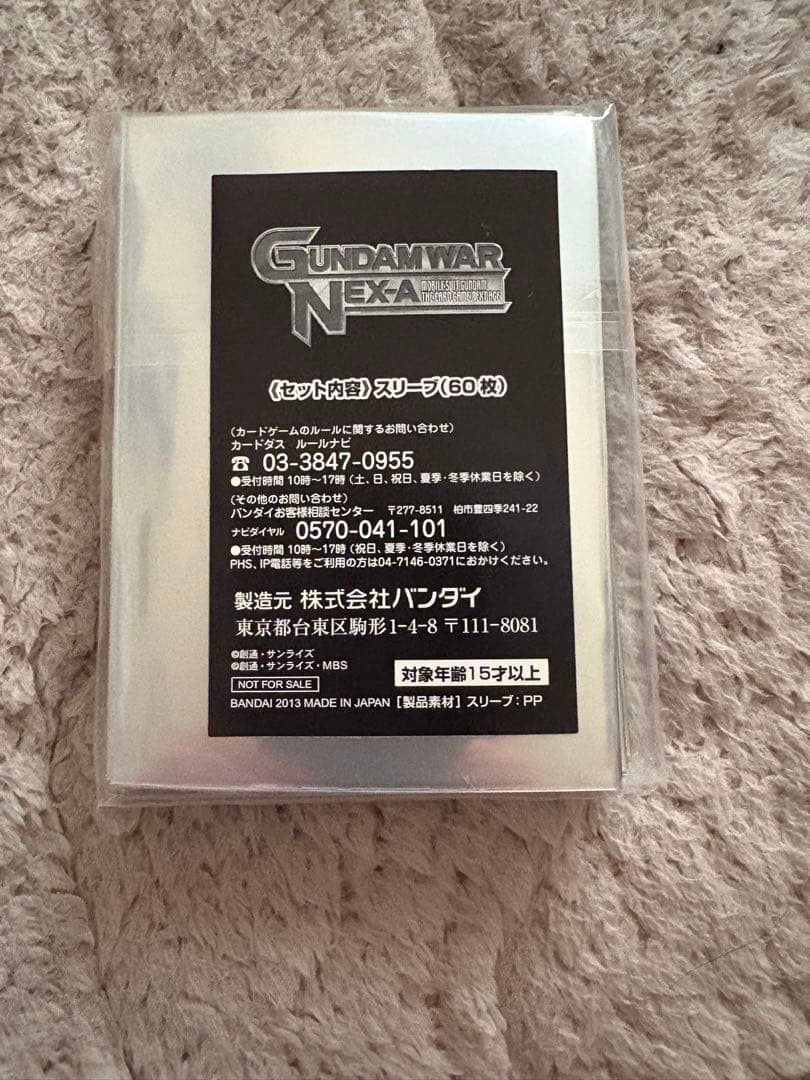 GUNDAM WAR
NEX-A
MOBILE SUIT GUNDAM
THE CARD GAME NEXT AGE
《セット内容》スリーブ(60枚)
〈カードゲームのルールに関するお問い合わせ〉
カードダス ルールナビ
☎ 03-3847-0955
●受付時間 10時〜17時(土、日、祝日、夏季・冬季休業日を除く)
〈その他のお問い合わせ〉
バンダイお客様相談センター 〒277-8511 柏市豊四季241-22
ナビダイヤル 0570-041-101
●受付時間 10時〜17時(祝日、夏季・冬季休業日を除く)
PHS、IP電話等をご利用の方は04-7146-0371におかけください。
製造元 株式会社バンダイ
東京都台東区駒形1-4-8 〒111-8081
©創通・サンライズ
©創通・サンライズ・MBS
対象年齢15才以上
NOT FOR SALE
BANDAI 2013 MADE IN JAPAN [製品素材] スリーブ:PP